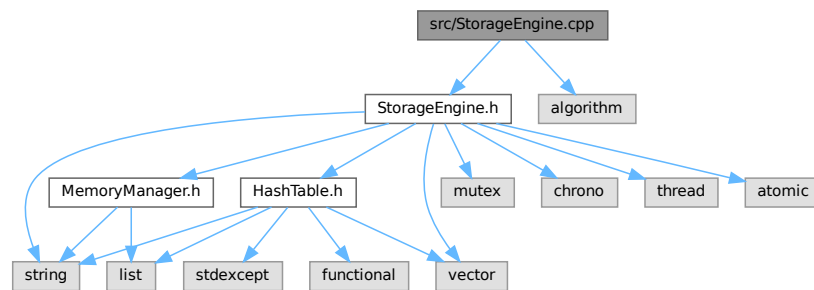 src/StorageEngine.cpp
StorageEngine.h
algorithm
MemoryManager.h
HashTable.h
mutex
chrono
thread
atomic
string
list
stdexcept
functional
vector